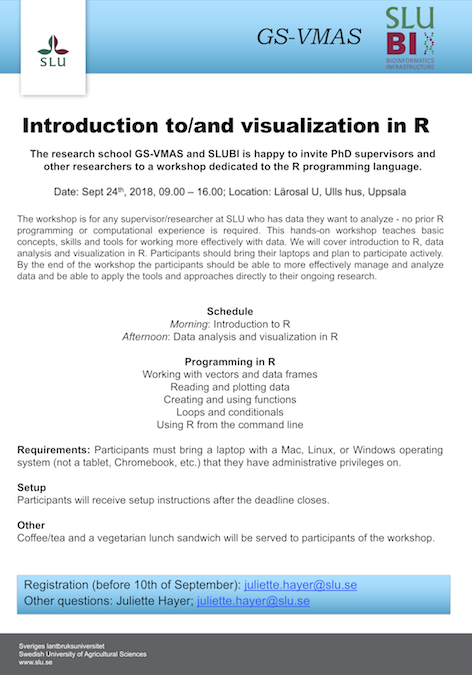 SLU
GS-VMAS
SLU
BI
BIOINFORMATICS
INFRASTRUCTURE
Introduction to/and visualization in R
The research school GS-VMAS and SLUBI is happy to invite PhD supervisors and
other researchers to a workshop dedicated to the R programming language.
Date: Sept 24th, 2018, 09.00 – 16.00; Location: Lärosal U, Ulls hus, Uppsala
The workshop is for any supervisor/researcher at SLU who has data they want to analyze - no prior R
programming or computational experience is required. This hands-on workshop teaches basic
concepts, skills and tools for working more effectively with data. We will cover introduction to R, data
analysis and visualization in R. Participants should bring their laptops and plan to participate actively.
By the end of the workshop the participants should be able to more effectively manage and analyze
data and be able to apply the tools and approaches directly to their ongoing research.
Schedule
Morning: Introduction to R
Afternoon: Data analysis and visualization in R
Programming in R
Working with vectors and data frames
Reading and plotting data
Creating and using functions
Loops and conditionals
Using R from the command line
Requirements: Participants must bring a laptop with a Mac, Linux, or Windows operating
system (not a tablet, Chromebook, etc.) that they have administrative privileges on.
Setup
Participants will receive setup instructions after the deadline closes.
Other
Coffee/tea and a vegetarian lunch sandwich will be served to participants of the workshop.
Registration (before 10th of September): juliette.hayer@slu.se
Other questions: Juliette Hayer; juliette.hayer@slu.se
Sveriges lantbruksuniversitet
Swedish University of Agricultural Sciences
www.slu.se